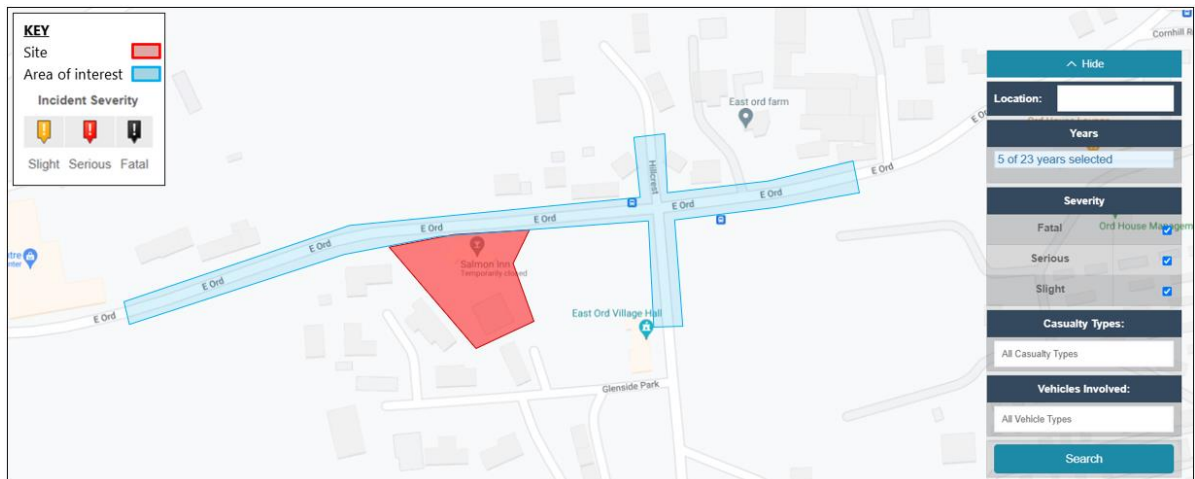 KEY
Site
Area of interest
Incident Severity
Slight Serious Fatal
Cornhill R
East ord farm
Hillcrest
E Ord
E Ord
E Ord
E Ord
E Ord
E Ord
E Ord
E Ord
Salmon Inn
Temporarily closed
East Ord Village Hall
Glenside Park
Hide
Location:
Years
5 of 23 years selected
Severity
Fatal
Ord House Managem
Serious
Slight
Casualty Types:
All Casualty Types
Vehicles Involved:
All Vehicle Types
Search